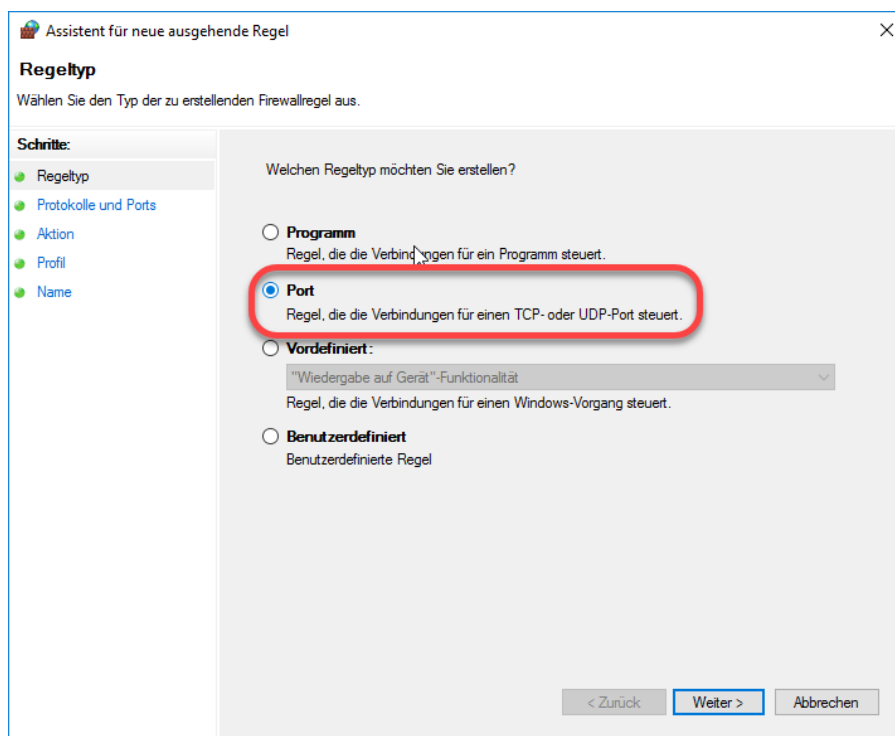 Assistent für neue ausgehende Regel
Regeltyp
Wählen Sie den Typ der zu erstellenden Firewallregel aus.
Schritte:
Regeltyp
Protokolle und Ports
Aktion
Profil
Name
Welchen Regeltyp möchten Sie erstellen?
Programm
Regel, die die Verbindungen für ein Programm steuert.
Port
Regel, die die Verbindungen für einen TCP- oder UDP-Port steuert.
Vordefiniert:
"Wiedergabe auf Gerät"-Funktionalität
Regel, die die Verbindungen für einen Windows-Vorgang steuert.
Benutzerdefiniert
Benutzerdefinierte Regel
< Zurück
Weiter >
Abbrechen